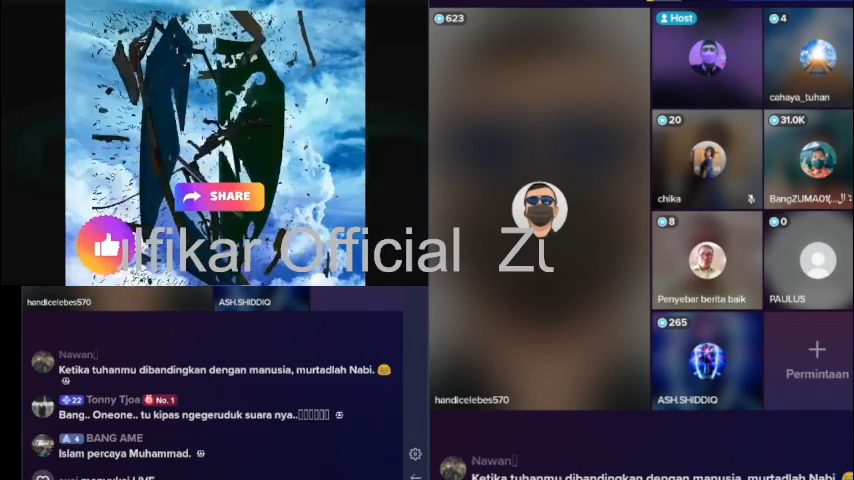 SHARE
ulfikar Official Zu
handicelebes570
ASH.SHIDDIQ
Nawan
Ketika tuhanmu dibandingkan dengan manusia, murtadlah Nabi. 😄
22 Tonny Tjoa No. 1
Bang.. Oneone.. tu kipas ngegeruduk suara nya..
4 BANG AME
Islam percaya Muhammad.
LIVE
623
Host
4
cahaya_tuhan
20
chika
31.0K
BangZUMA01(...
8
Penyebar berita baik
0
PAULUS
265
ASH.SHIDDIQ
+
Permintaan
handicelebes570
Nawan
Ketika tuhanmu dibandingkan dengan manusia, murtadlah Nabi.